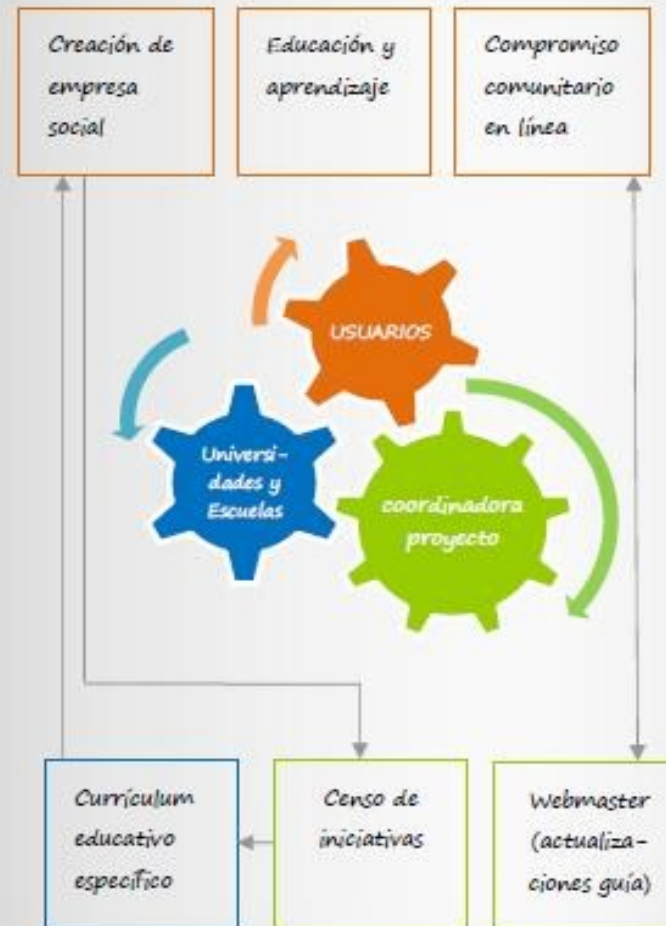 Creación de
empresa
social
Educación y
aprendizaje
Compromiso
comunitario
en línea
USUARIOS
Universi-
dades y
Escuelas
coordinadora
proyecto
Currículum
educativo
específico
Censo de
iniciativas
Webmaster
(actualiza-
ciones guía)